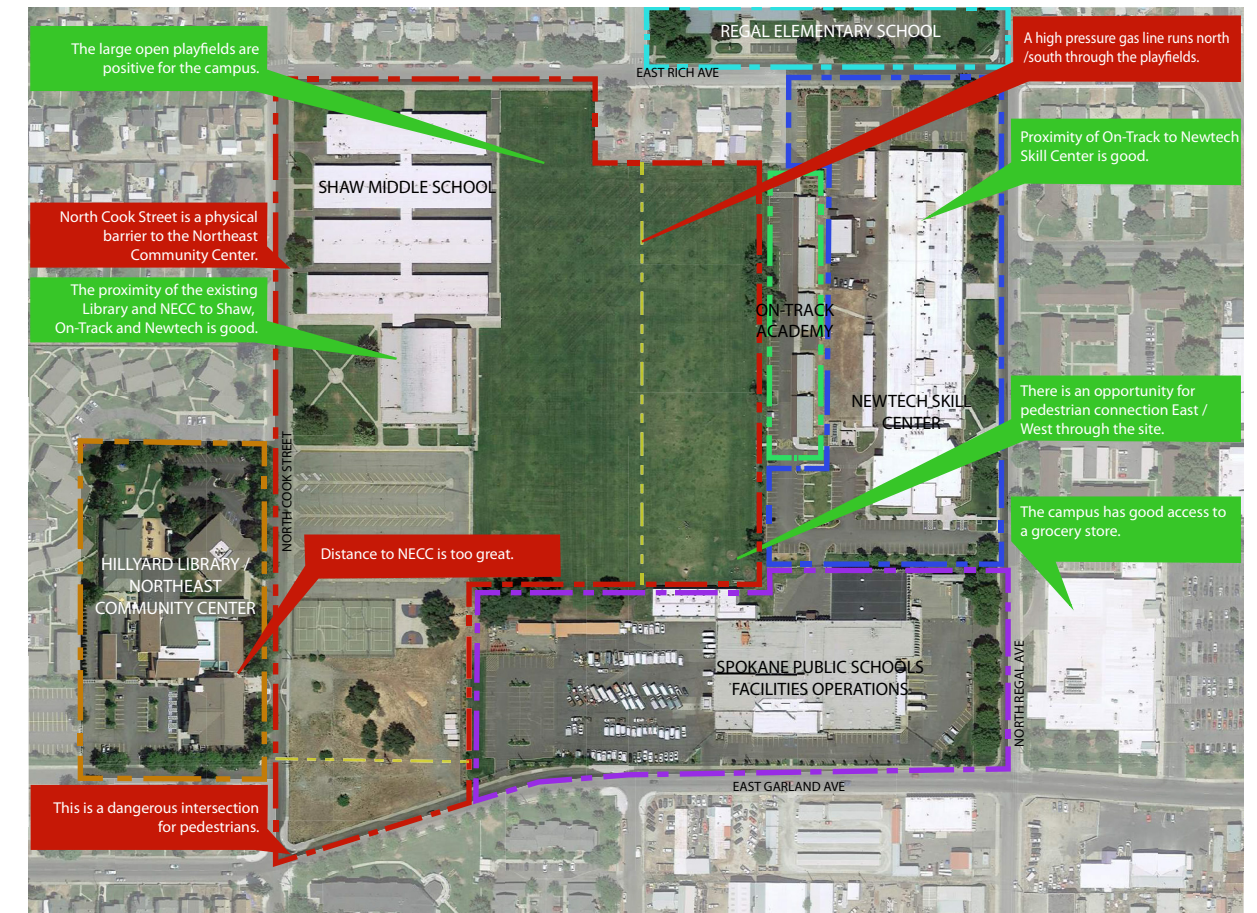 The large open playfields are
positive for the campus.
REGAL ELEMENTARY SCHOOL
EAST RICH AVE
A high pressure gas line runs north
/south through the playfields.
Proximity of On-Track to Newtech
Skill Center is good.
SHAW MIDDLE SCHOOL
North Cook Street is a physical
barrier to the Northeast
Community Center.
The proximity of the existing
Library and NECC to Shaw,
On-Track and Newtech is good.
ON-TRACK
ACADEMY
NEWTECH SKILL
CENTER
There is an opportunity for
pedestrian connection East /
West through the site.
The campus has good access to
a grocery store.
NORTH COOK STREET
Distance to NECC is too great.
HILLYARD LIBRARY /
NORTHEAST
COMMUNITY CENTER
SPOKANE PUBLIC SCHOOLS
FACILITIES OPERATIONS
NORTH REGAL AVE
EAST GARLAND AVE
This is a dangerous intersection
for pedestrians.